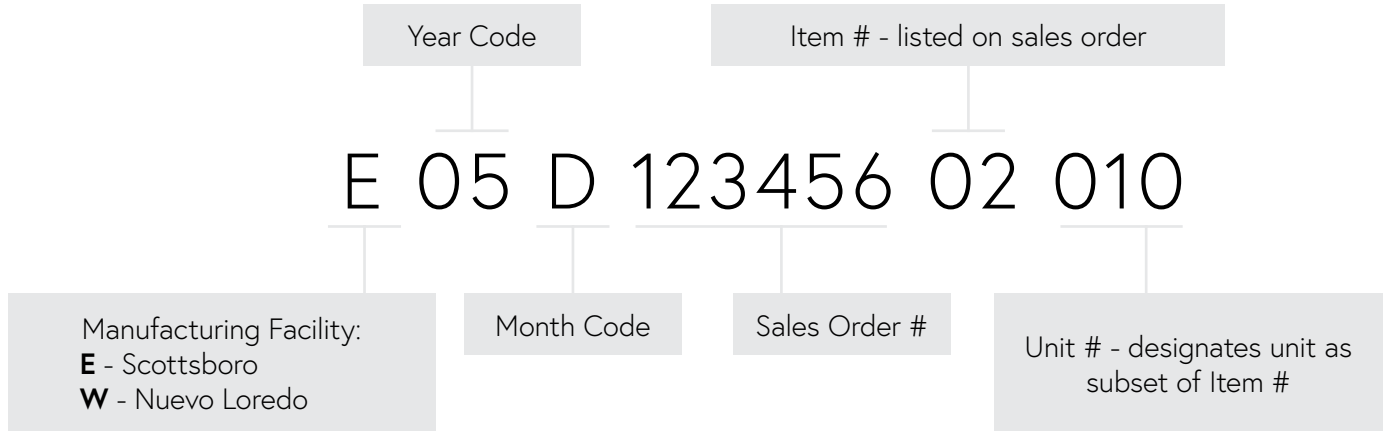 Year Code
Item # - listed on sales order
E 05 D 123456 02 010
Manufacturing Facility:
E - Scottsboro
W - Nuevo Loredo
Month Code
Sales Order #
Unit # - designates unit as
subset of Item #